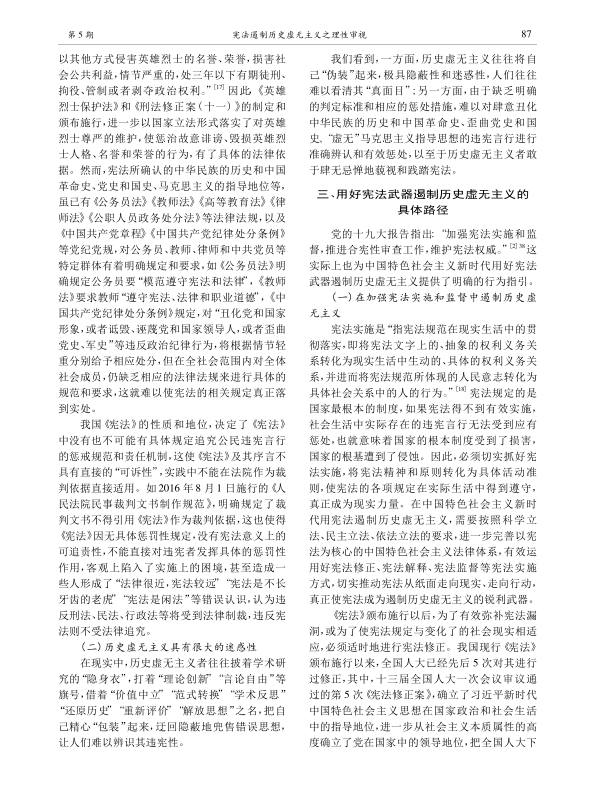 第 5 期
宪法遏制历史虚无主义之理性审视
87
以其他方式侵害英雄烈士的名誉、荣誉,损害社
会公共利益,情节严重的,处三年以下有期徒刑、
拘役、管制或者剥夺政治权利。”[17]因此《英雄
烈士保护法》和《刑法修正案(十一)》的制定和
颁布施行,进一步以国家立法形式落实了对英雄
烈士尊严的维护,使惩治故意诽谤、毁损英雄烈
士人格、名誉和荣誉的行为,有了具体的法律依
据。然而,宪法所确认的中华民族的历史和中国
革命史、党史和国史、马克思主义的指导地位等,
虽已有《公务员法》《教师法》《高等教育法》《律
师法》《公职人员政务处分法》等法律法规,以及
《中国共产党章程》《中国共产党纪律处分条例》
等党纪党规,对公务员、教师、律师和中共党员等
特定群体有着明确规定和要求,如《公务员法》明
确规定公务员要“模范遵守宪法和法律”,《教师
法》要求教师“遵守宪法、法律和职业道德”,《中
国共产党纪律处分条例》规定,对“丑化党和国家
形象,或者诋毁、诬蔑党和国家领导人,或者歪曲
党史、军史”等违反政治纪律行为,将根据情节轻
重分别给予相应处分,但在全社会范围内对全体
社会成员,仍缺乏相应的法律法规来进行具体的
规范和要求,这就难以使宪法的相关规定真正落
到实处。
我国《宪法》的性质和地位,决定了《宪法》
中没有也不可能有具体规定追究公民违宪言行
的惩戒规范和责任机制,这使《宪法》及其序言不
具有直接的“可诉性”,实践中不能在法院作为裁
判依据直接适用。如 2016 年 8 月 1 日施行的《人
民法院民事裁判文书制作规范》,明确规定了裁
判文书不得引用《宪法》作为裁判依据,这也使得
《宪法》因无具体惩罚性规定,没有宪法意义上的
可追责性,不能直接对违宪者发挥具体的惩罚性
作用,客观上陷入了实施上的困境,甚至造成一
些人形成了“法律很近,宪法较远”“宪法是不长
牙齿的老虎”“宪法是闲法”等错误认识,认为违
反刑法、民法、行政法等将受到法律制裁,违反宪
法则不受法律追究。
(二)历史虚无主义具有很大的迷惑性
在现实中,历史虚无主义者往往披着学术研
究的“隐身衣”,打着“理论创新”“言论自由”等
旗号,借着“价值中立”“范式转换”“学术反思”
“还原历史”“重新评价”“解放思想”之名,把自
己精心“包装”起来,迂回隐蔽地兜售错误思想,
让人们难以辨识其违宪性。
我们看到,一方面,历史虚无主义往往将自
己“伪装”起来,极具隐蔽性和迷惑性,人们往往
难以看清其“真面目”;另一方面,由于缺乏明确
的判定标准和相应的惩处措施,难以对肆意丑化
中华民族的历史和中国革命史、歪曲党史和国
史、“虚无”马克思主义指导思想的违宪言行进行
准确辨认和有效惩处,以至于历史虚无主义者敢
于肆无忌惮地藐视和践踏宪法。
三、用好宪法武器遏制历史虚无主义的
具体路径
党的十九大报告指出:“加强宪法实施和监
督,推进合宪性审查工作,维护宪法权威。”[2]38这
实际上也为中国特色社会主义新时代用好宪法
武器遏制历史虚无主义提供了明确的行为指引。
(一)在加强宪法实施和监督中遏制历史虚
无主义
宪法实施是“指宪法规范在现实生活中的贯
彻落实,即将宪法文字上的、抽象的权利义务关
系转化为现实生活中生动的、具体的权利义务关
系,并进而将宪法规范所体现的人民意志转化为
具体社会关系中的人的行为。”[18]宪法规定的是
国家最根本的制度,如果宪法得不到有效实施,
社会生活中实际存在的违宪言行无法受到应有
惩处,也就意味着国家的根本制度受到了损害,
国家的根基遭到了侵蚀。因此,必须切实抓好宪
法实施,将宪法精神和原则转化为具体活动准
则,使宪法的各项规定在实际生活中得到遵守,
真正成为现实力量。在中国特色社会主义新时
代用宪法遏制历史虚无主义,需要按照科学立
法、民主立法、依法立法的要求,进一步完善以宪
法为核心的中国特色社会主义法律体系,有效运
用好宪法修正、宪法解释、宪法监督等宪法实施
方式,切实推动宪法从纸面走向现实、走向行动,
真正使宪法成为遏制历史虚无主义的锐利武器。
《宪法》颁布施行以后,为了有效弥补宪法漏
洞,或为了使宪法规定与变化了的社会现实相适
应,必须适时地进行宪法修正。我国现行《宪法》
颁布施行以来,全国人大已经先后 5 次对其进行
过修正,其中,十三届全国人大一次会议审议通
过的第 5 次《宪法修正案》,确立了习近平新时代
中国特色社会主义思想在国家政治和社会生活
中的指导地位,进一步从社会主义本质属性的高
度确立了党在国家中的领导地位,把全国人大下